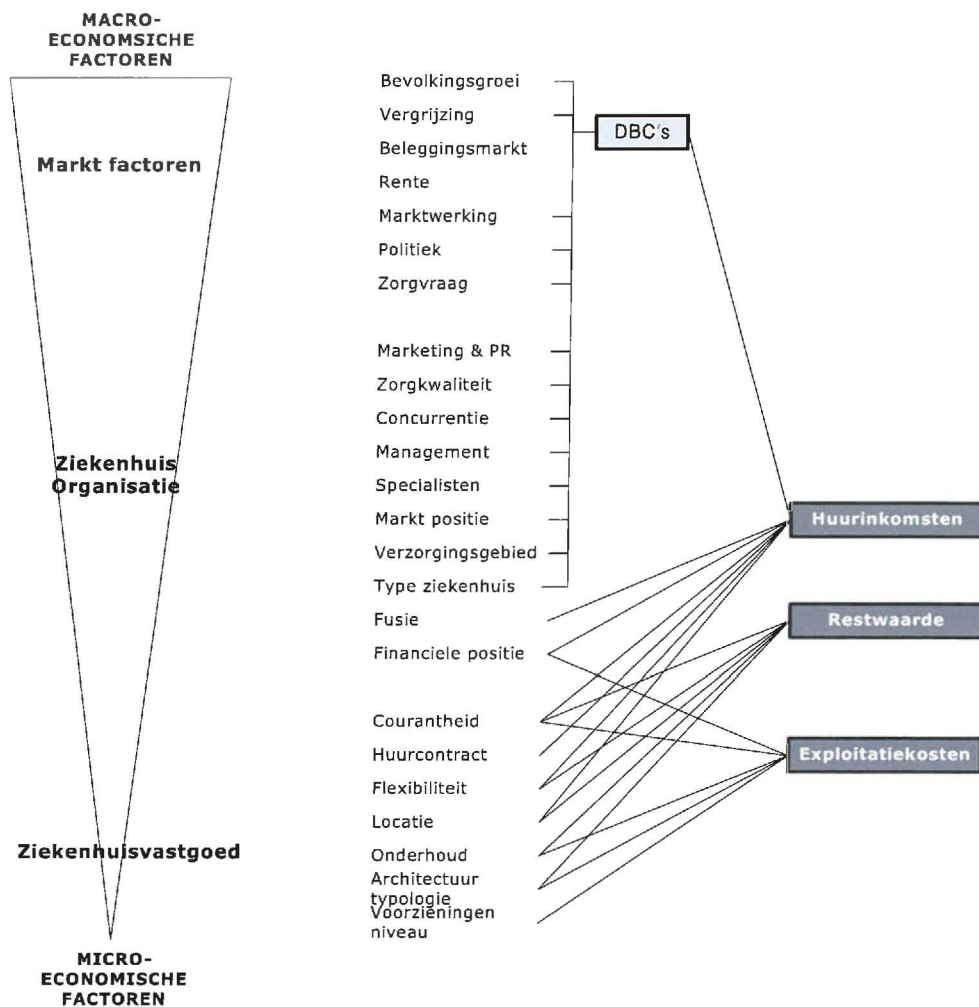 MACRO-
ECONOMSICHE
FACTOREN
Markt factoren
Ziekenhuis
Organisatie
Ziekenhuisvastgoed
MICRO-
ECONOMISCHE
FACTOREN
Bevolkingsgroei
Vergrijzing
Beleggingsmarkt
Rente
Marktwerking
Politiek
Zorgvraag
Marketing & PR
Zorgkwaliteit
Concurrentie
Management
Specialisten
Markt positie
Verzorgingsgebied
Type ziekenhuis
Fusie
Financiele positie
Courantheid
Huurcontract
Flexibiliteit
Locatie
Onderhoud
Architectuur
typologie
Voorzieningen
niveau
DBC's
Huurinkomsten
Restwaarde
Exploitatiekosten